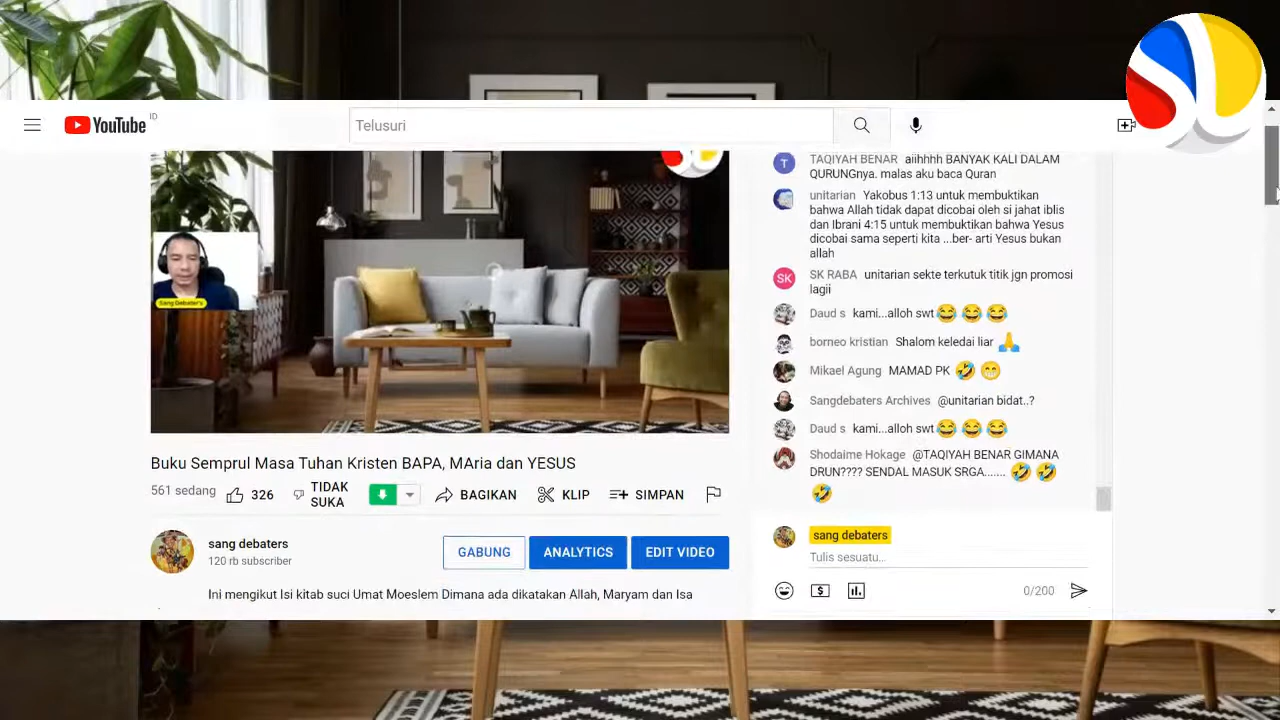 YouTube ID
Telusuri
TAQIYAH BENAR aiihhhh BANYAK KALI DALAM
QURUNGnya. malas aku baca Quran
unitarian Yakobus 1:13 untuk membuktikan
bahwa Allah tidak dapat dicobai oleh si jahat iblis
dan Ibrani 4:15 untuk membuktikan bahwa Yesus
dicobai sama seperti kita ...ber- arti Yesus bukan
allah
SK RABA unitarian sekte terkutuk titik jgn promosi
lagii
Daud s kami...alloh swt😂 😂 😂
borneo kristian Shalom keledai liar 🙏
Mikael Agung MAMAD PK 🤣 😁
Sangdebaters Archives @unitarian bidat..?
Daud s kami...alloh swt😂 😂 😂
Shodaime Hokage @TAQIYAH BENAR GIMANA
DRUN???? SENDAL MASUK SRGA....... 🤣 🤣
🤣
sang debaters
Tulis sesuatu...
0/200
T
SK
Sang Debater's
Buku Semprul Masa Tuhan Kristen BAPA, MAria dan YESUS
561 sedang 326 TIDAK SUKA BAGIKAN KLIP SIMPAN
sang debaters
120 rb subscriber
GABUNG ANALYTICS EDIT VIDEO
Ini mengikut Isi kitab suci Umat Moeslem Dimana ada dikatakan Allah, Maryam dan Isa